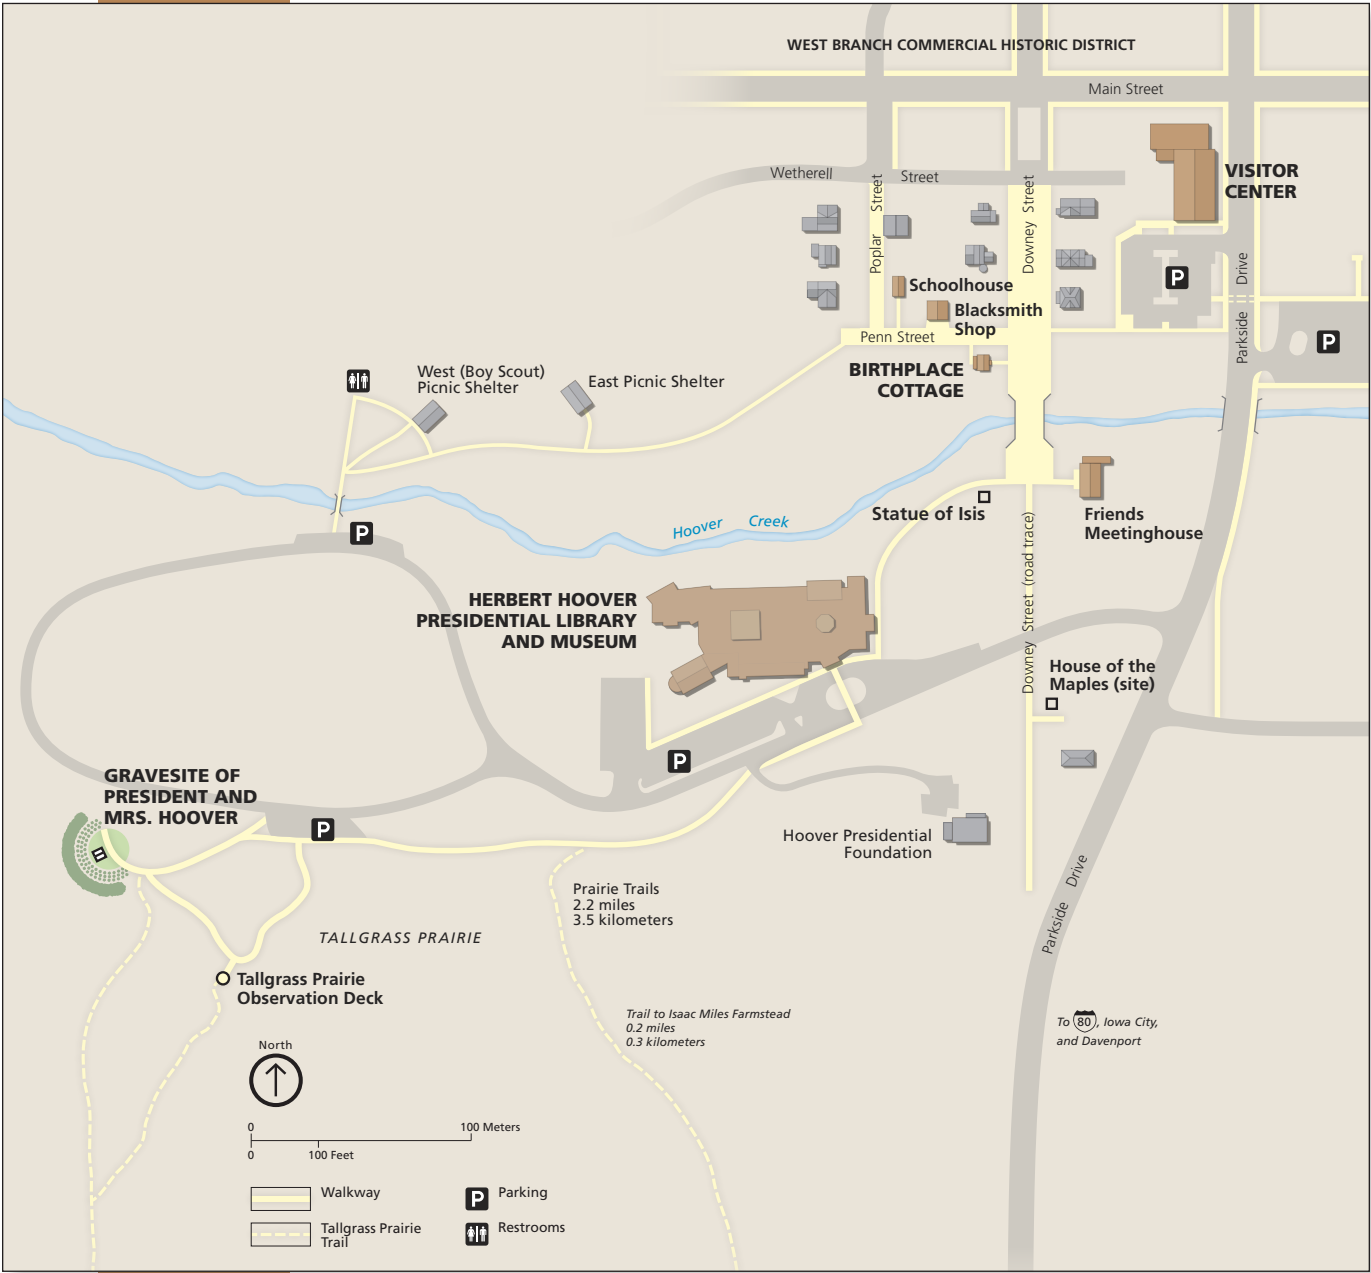 WEST BRANCH COMMERCIAL HISTORIC DISTRICT
Main Street
VISITOR
CENTER
Wetherell Street
Poplar Street
Downey Street
Parkside Drive
P
P
Schoolhouse
Blacksmith
Shop
Penn Street
BIRTHPLACE
COTTAGE
West (Boy Scout)
Picnic Shelter
East Picnic Shelter
Hoover Creek
Statue of Isis
Friends
Meetinghouse
P
Downey Street (road trace)
HERBERT HOOVER
PRESIDENTIAL LIBRARY
AND MUSEUM
House of the
Maples (site)
P
GRAVESITE OF
PRESIDENT AND
MRS. HOOVER
P
Hoover Presidential
Foundation
Parkside Drive
Prairie Trails
2.2 miles
3.5 kilometers
TALLGRASS PRAIRIE
Tallgrass Prairie
Observation Deck
Trail to Isaac Miles Farmstead
0.2 miles
0.3 kilometers
To 80, Iowa City,
and Davenport
North
0 100 Meters
0 100 Feet
Walkway
P Parking
Tallgrass Prairie
Trail
Restrooms